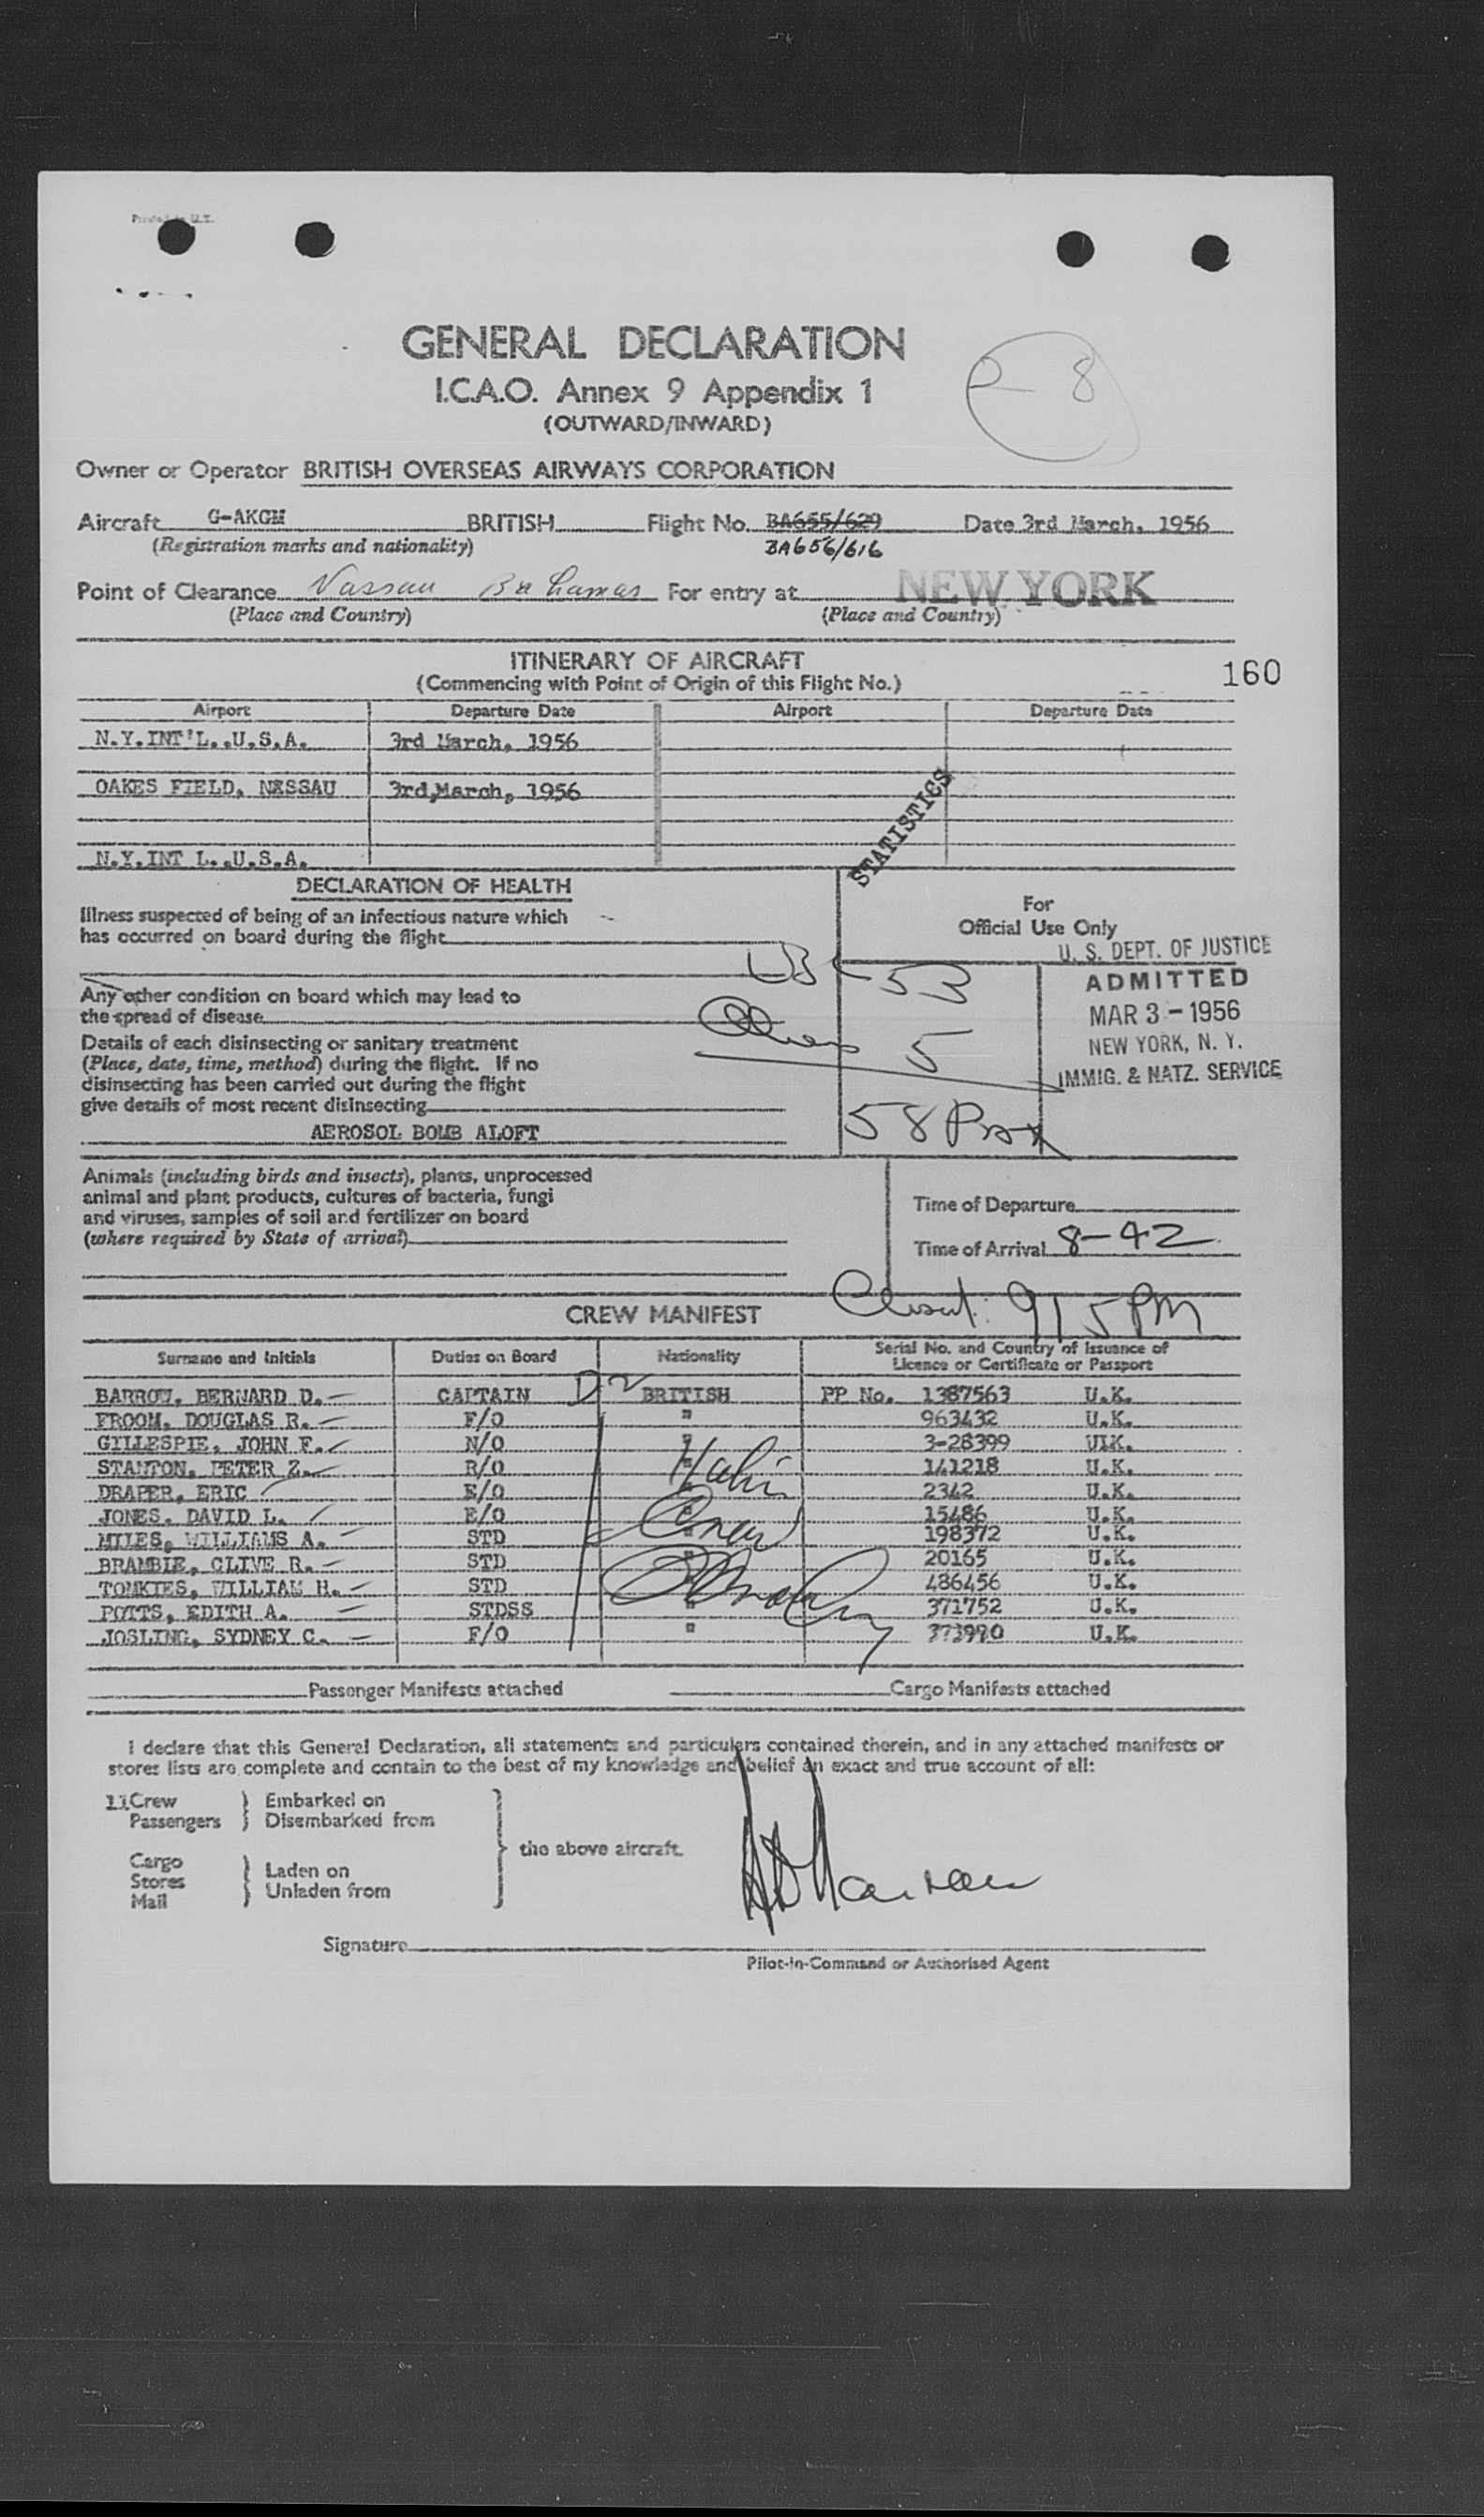 GENERAL DECLARATION
I.C.A.O. Annex 9 Appendix 1
(OUTWARD/INWARD)
8
Owner or Operator BRITISH OVERSEAS AIRWAYS CORPORATION
Aircraft G-AKGM BRITISH Flight No. BA655/629 Date 3rd March, 1956
(Registration marks and nationality) BA656/616
Point of Clearance Nassau Bahamas For entry at NEW YORK
(Place and Country) (Place and Country)
ITINERARY OF AIRCRAFT
(Commencing with Point of Origin of this Flight No.)
160
Airport Departure Date Airport Departure Date
N.Y.INT'L.,U.S.A. 3rd March, 1956
OAKES FIELD, NASSAU 3rd,March, 1956
N.Y.INT L.,U.S.A.
STATISTICS
DECLARATION OF HEALTH
Illness suspected of being of an infectious nature which
has occurred on board during the flight
For
Official Use Only
U. S. DEPT. OF JUSTICE
ADMITTED
MAR 3 - 1956
NEW YORK, N. Y.
IMMIG. & NATZ. SERVICE
53
Any other condition on board which may lead to
the spread of disease
5
Details of each disinsecting or sanitary treatment
(Place, date, time, method) during the flight. If no
disinsecting has been carried out during the flight
give details of most recent disinsecting
AEROSOL BOMB ALOFT
58 Pax
Animals (including birds and insects), plants, unprocessed
animal and plant products, cultures of bacteria, fungi
and viruses, samples of soil and fertilizer on board
(where required by State of arrival)
Time of Departure
Time of Arrival 8-42
915 PM
CREW MANIFEST
Surname and Initials Duties on Board Nationality Serial No. and Country of Issuance of
Licence or Certificate or Passport
BARROW, BERNARD D. CAPTAIN BRITISH PP No. 1387563 U.K.
FROOM, DOUGLAS R. F/O " 963432 U.K.
GILLESPIE, JOHN F. N/O " 3-28399 UIK.
STANTON, PETER Z. R/O " 141218 U.K.
DRAPER, ERIC E/O " 2342 U.K.
JONES, DAVID L. E/O " 15486 U.K.
MILES, WILLIAMS A. STD " 198372 U.K.
BRAMBLE, CLIVE R. STD " 20165 U.K.
TOMKIES, WILLIAM H. STD " 486456 U.K.
POTTS, EDITH A. STDSS " 371752 U.K.
JOSLING, SYDNEY C. F/O " 373990 U.K.
Passenger Manifests attached Cargo Manifests attached
I declare that this General Declaration, all statements and particulars contained therein, and in any attached manifests or
stores lists are complete and contain to the best of my knowledge and belief an exact and true account of all:
11 Crew Embarked on
Passengers Disembarked from
the above aircraft.
Cargo
Stores Laden on
Mail Unladen from
Signature
Pilot-in-Command or Authorised Agent